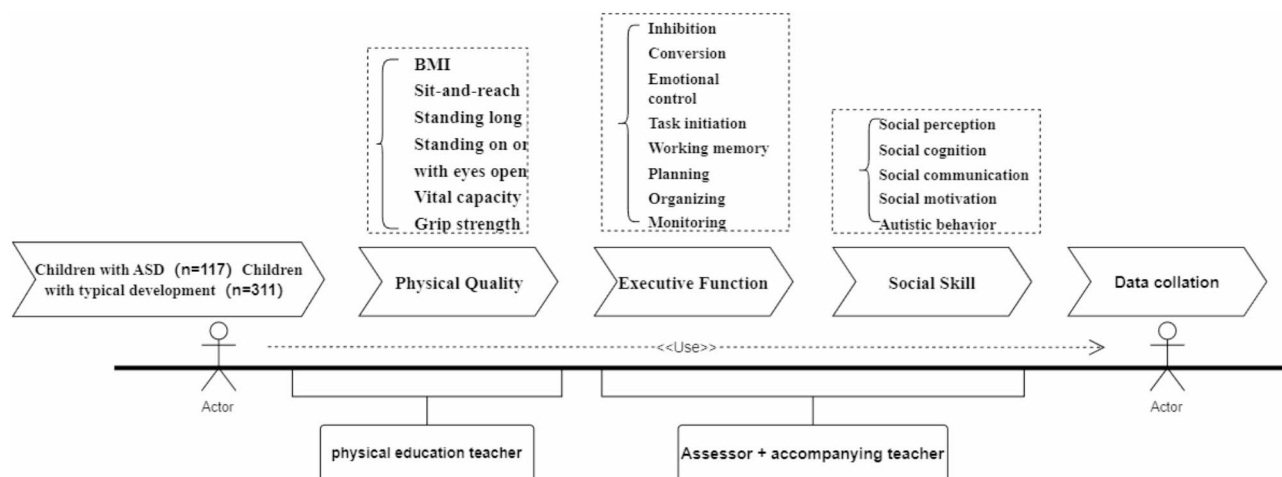 BMI
Sit-and-reach
Standing long
Standing on or
with eyes open
Vital capacity
Grip strength
Inhibition
Conversion
Emotional
control
Task initiation
Working memory
Planning
Organizing
Monitoring
Social perception
Social cognition
Social communication
Social motivation
Autistic behavior
Children with ASD (n=117) Children
with typical development (n=311)
Physical Quality
Executive Function
Social Skill
Data collation
<<Use>>
Actor
Actor
physical education teacher
Assessor + accompanying teacher